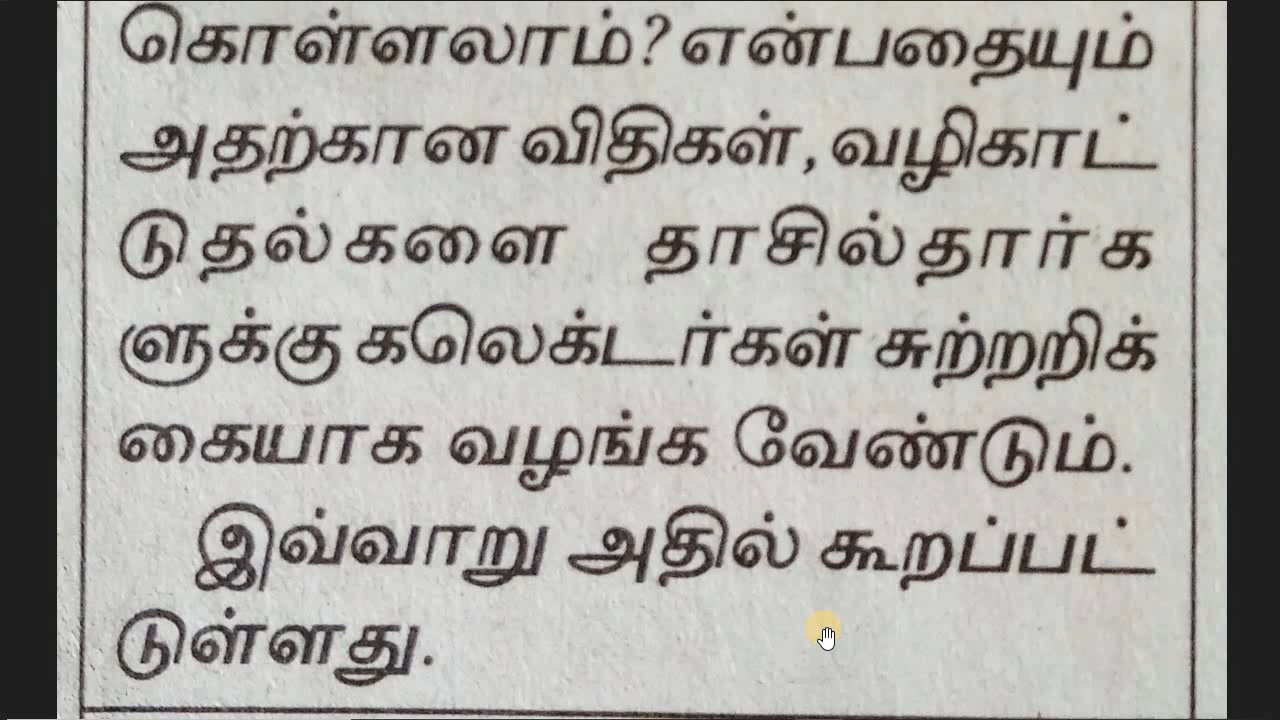 கொள்ளலாம்? என்பதையும்
அதற்கான விதிகள், வழிகாட்
டுதல்களை தாசில்தார்க
ளுக்கு கலெக்டர்கள் சுற்றறிக்
கையாக வழங்க வேண்டும்.
இவ்வாறு அதில் கூறப்பட்
டுள்ளது.